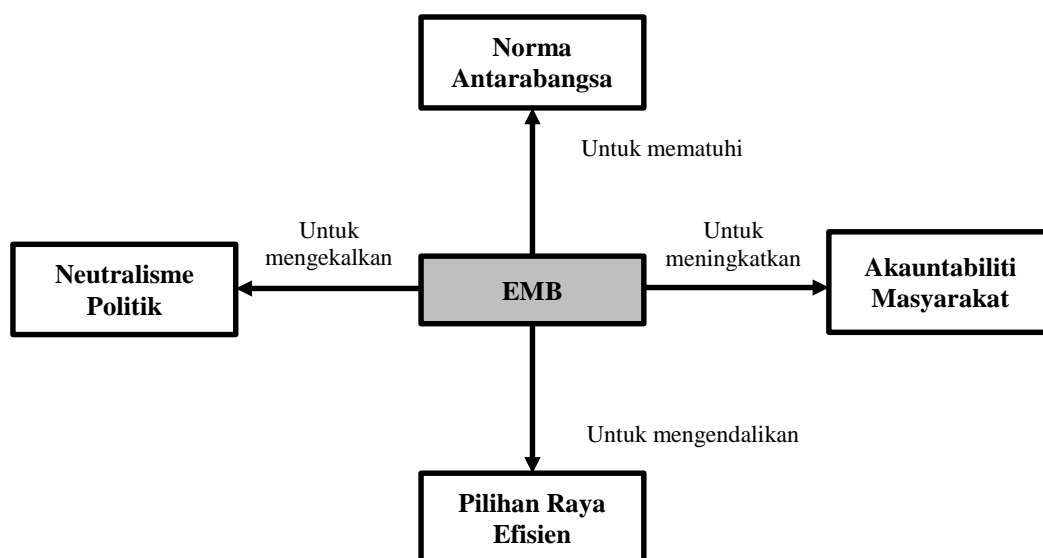 Norma
Antarabangsa
Untuk mematuhi
Untuk
mengekalkan
Untuk
meningkatkan
Neutralisme
Politik
EMB
Akauntabiliti
Masyarakat
Untuk mengendalikan
Pilihan Raya
Efisien